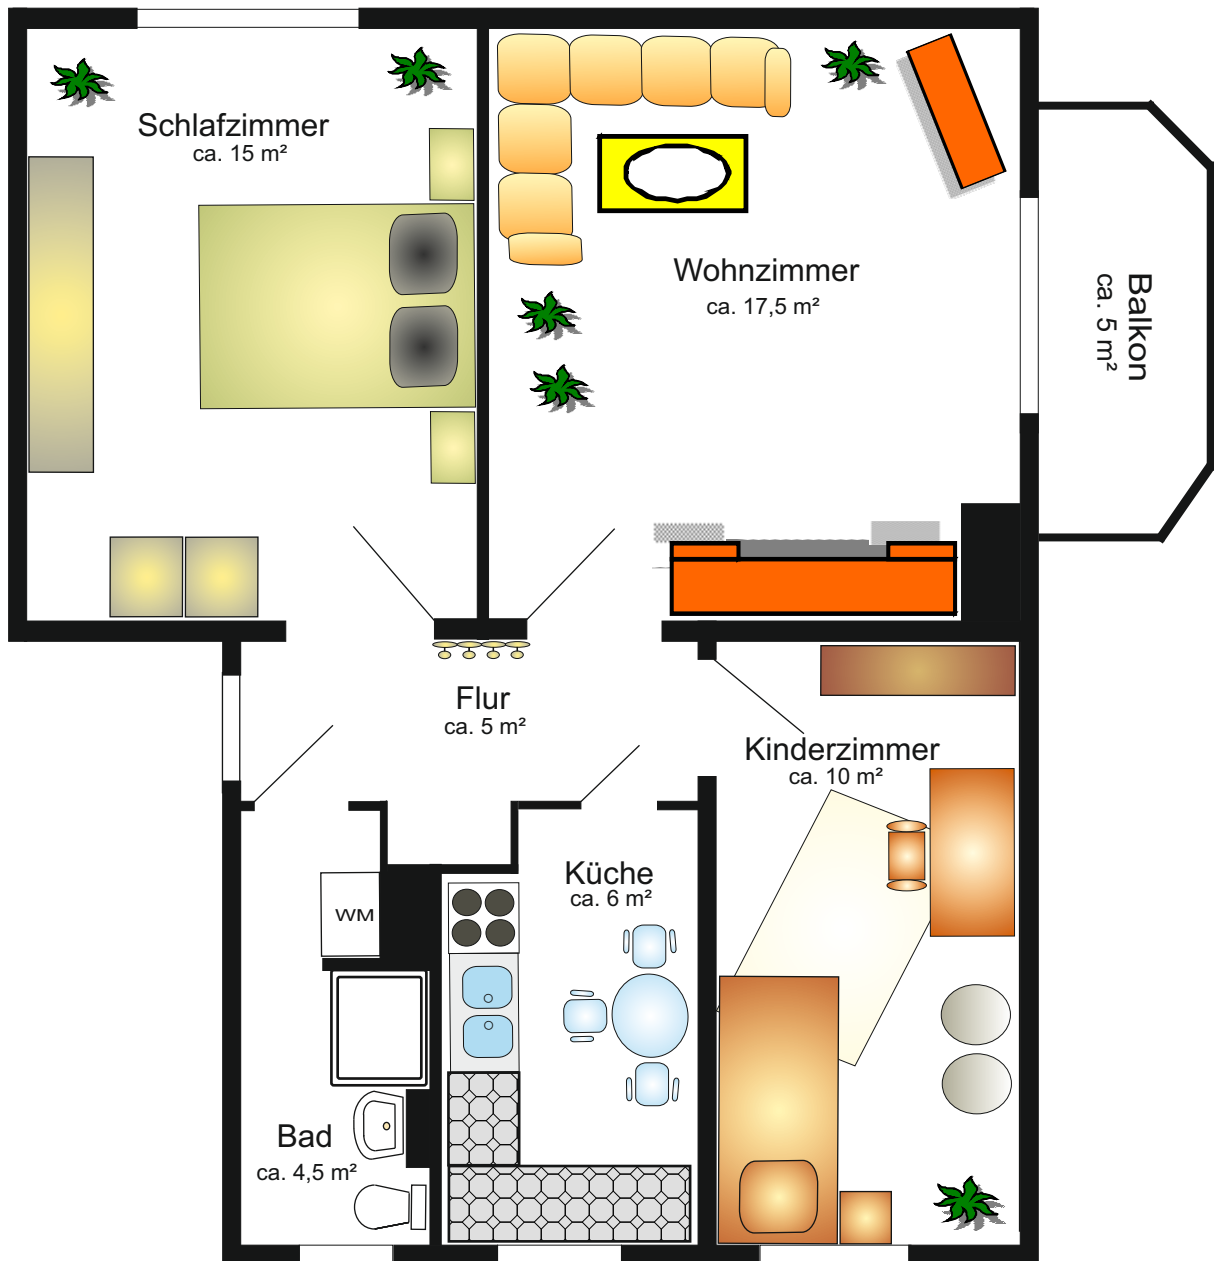 Schlafzimmer
ca. 15 m²
Wohnzimmer
ca. 17,5 m²
Balkon
ca. 5 m²
Flur
ca. 5 m²
Kinderzimmer
ca. 10 m²
Küche
ca. 6 m²
WM
Bad
ca. 4,5 m²